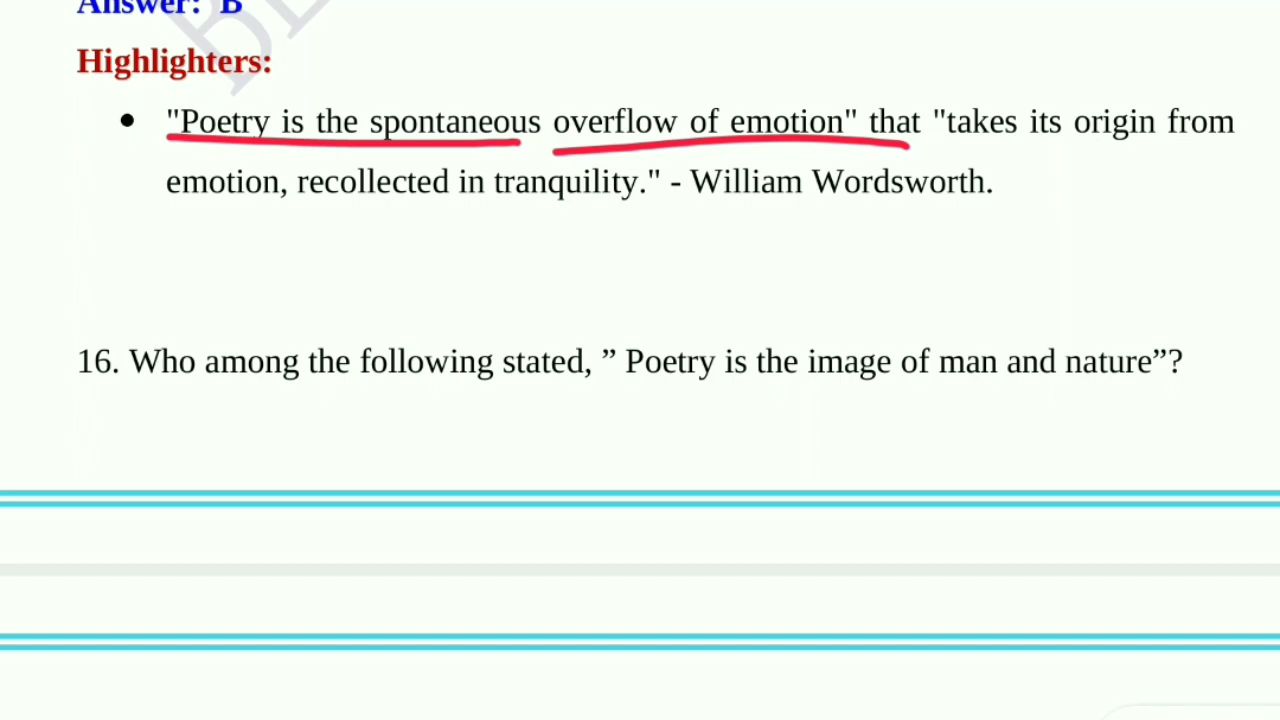 Answer: B
Highlighters:
"Poetry is the spontaneous overflow of emotion" that "takes its origin from
emotion, recollected in tranquility." - William Wordsworth.
16. Who among the following stated, ” Poetry is the image of man and nature”?